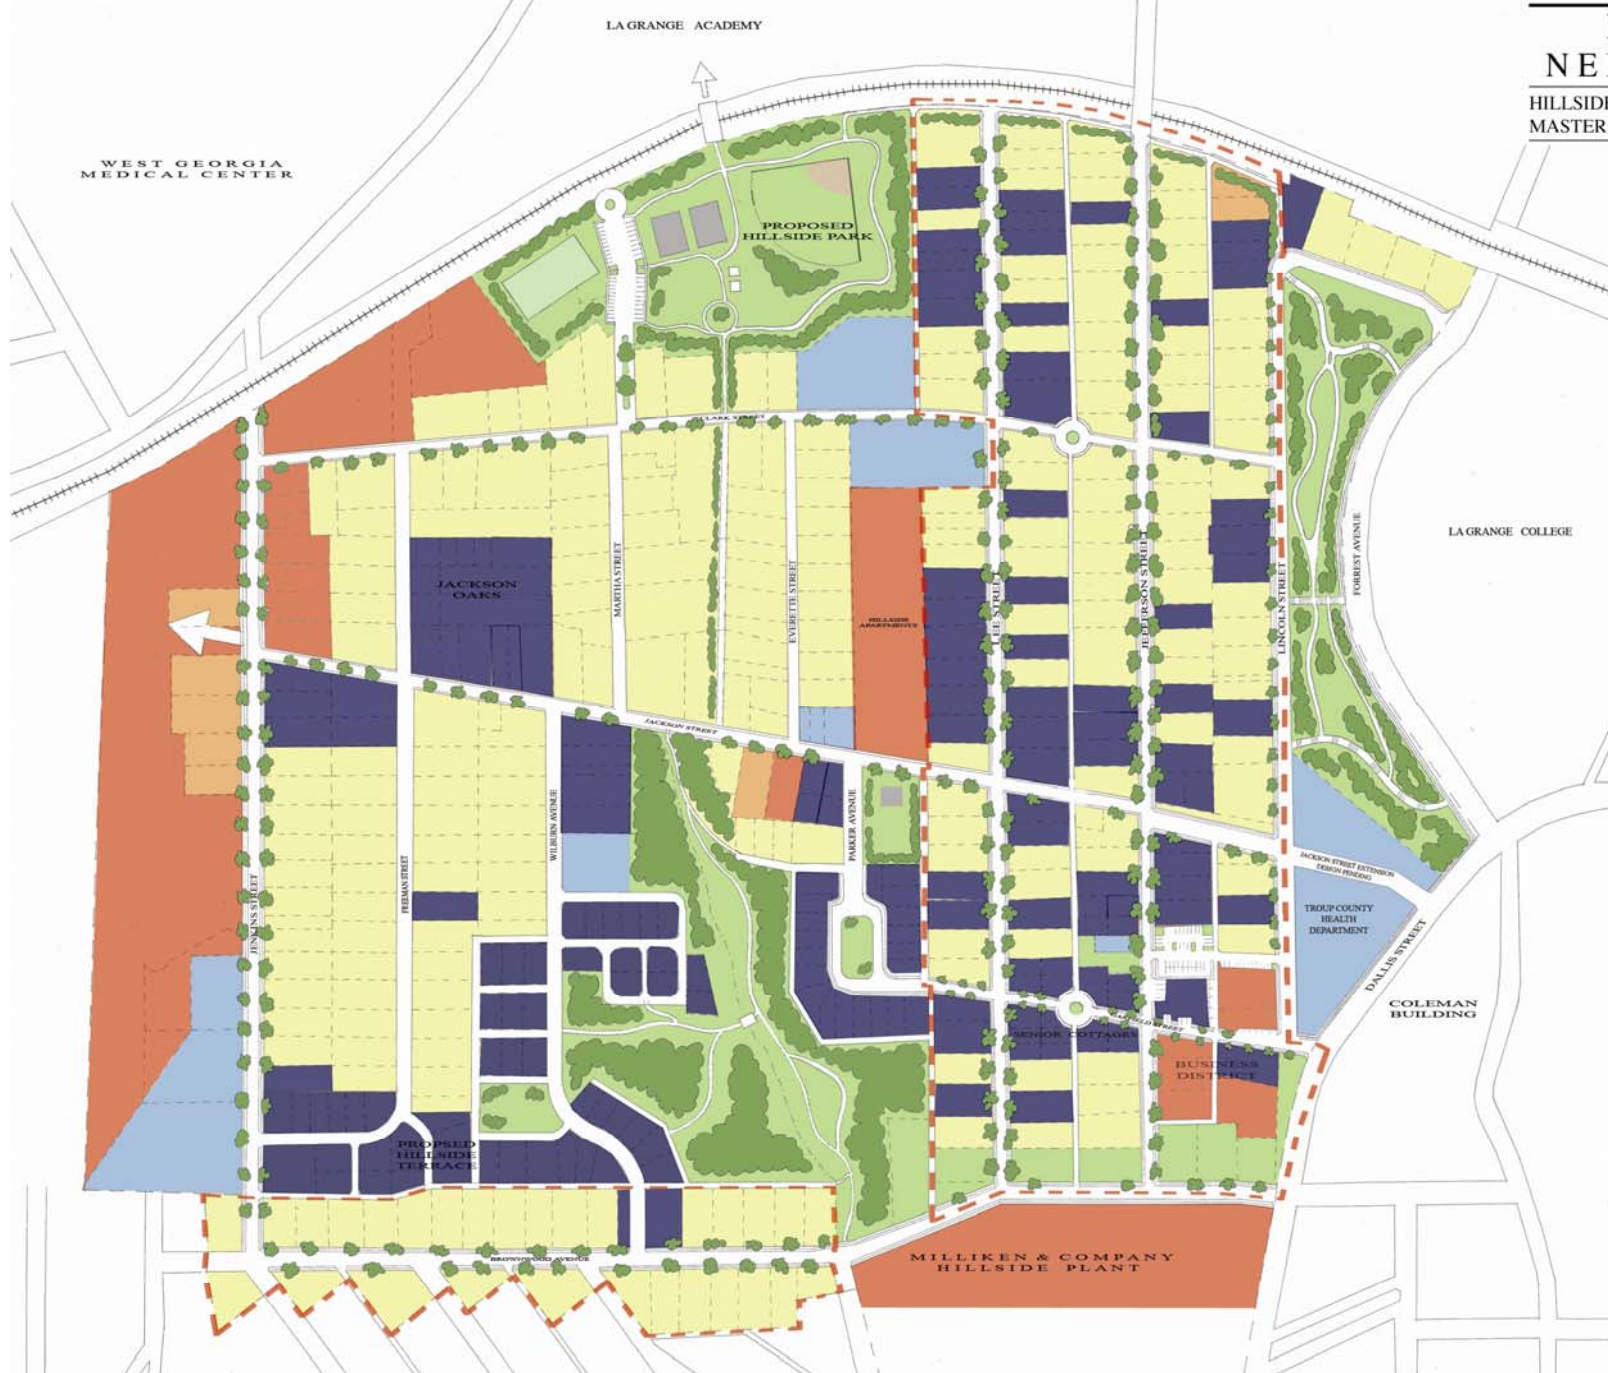 LA GRANGE ACADEMY
HILLSIDE
MASTER
WEST GEORGIA
MEDICAL CENTER
PROPOSED
HILLSIDE PARK
CLARK STREET
LA GRANGE COLLEGE
FORREST AVENUE
JACKSON
OAKS
MARTHA STREET
EVERETTE STREET
HILLSIDE
APARTMENTS
LEE STREET
JEFFERSON STREET
LINCOLN STREET
JACKSON STREET
WILBURN AVENUE
PARKER AVENUE
FREEMAN STREET
JENKINS STREET
JACKSON STREET EXTENSION
DESIGN PENDING
TROUP COUNTY
HEALTH
DEPARTMENT
DALLIS STREET
COLEMAN
BUILDING
SENIOR COTTAGES
STREET
BUSINESS
DISTRICT
PROPSED
HILLSIDE
TERRACE
BROWNWOOD AVENUE
MILLIKEN & COMPANY
HILLSIDE PLANT